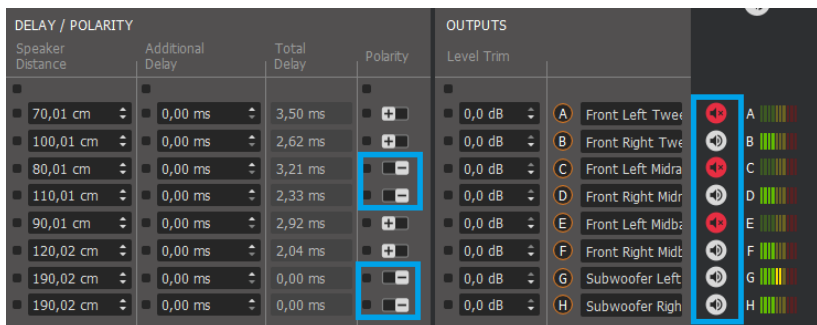 DELAY / POLARITY OUTPUTS
Speaker Distance Additional Delay Total Delay Polarity Level Trim
70,01 cm 0,00 ms 3,50 ms + 0,0 dB A Front Left Twee A
100,01 cm 0,00 ms 2,62 ms + 0,0 dB B Front Right Twe B
80,01 cm 0,00 ms 3,21 ms − 0,0 dB C Front Left Midra C
110,01 cm 0,00 ms 2,33 ms − 0,0 dB D Front Right Midr D
90,01 cm 0,00 ms 2,92 ms + 0,0 dB E Front Left Midba E
120,02 cm 0,00 ms 2,04 ms + 0,0 dB F Front Right Midb F
190,02 cm 0,00 ms 0,00 ms − 0,0 dB G Subwoofer Left G
190,02 cm 0,00 ms 0,00 ms − 0,0 dB H Subwoofer Righ H